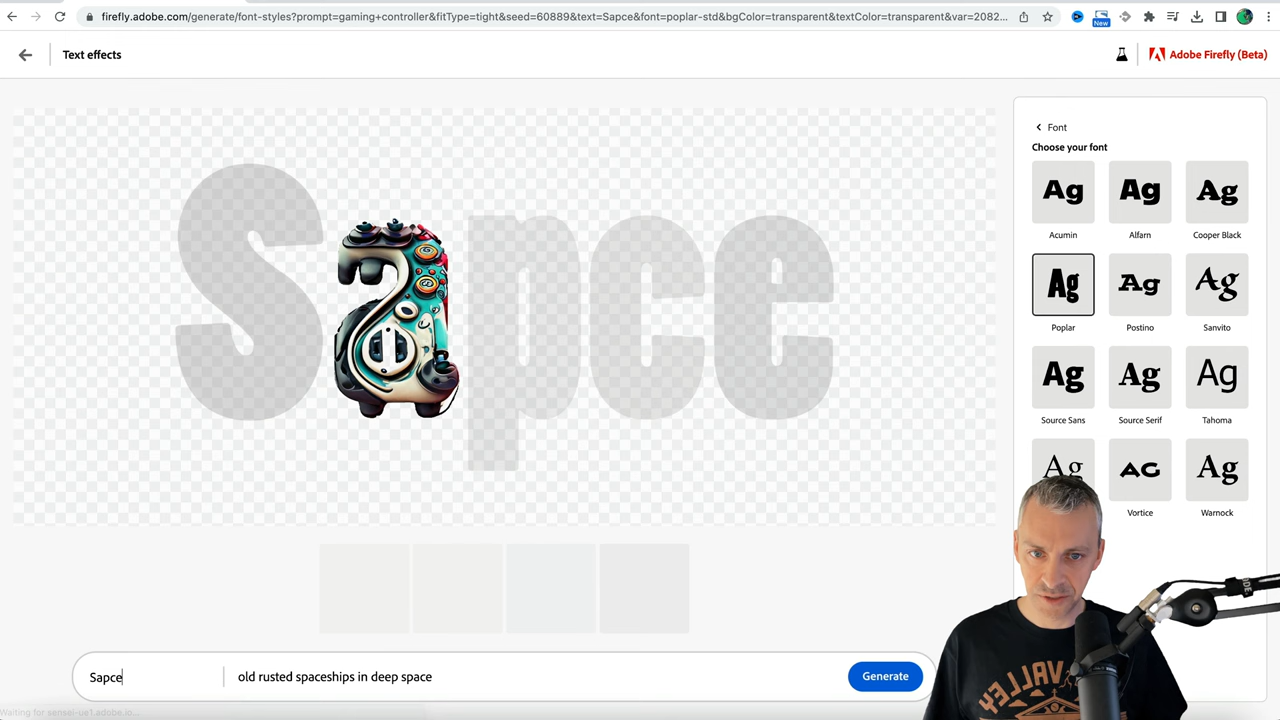 firefly.adobe.com/generate/font-styles?prompt=gaming+controller&fitType=tight&seed=60889&text=Sapce&font=poplar-std&bgColor=transparent&textColor=transparent&var=2082...
New
Text effects
Adobe Firefly (Beta)
Sapce
Font
Choose your font
Ag Ag Ag
Acumin Alfarn Cooper Black
Ag Ag Ag
Poplar Postino Sanvito
Ag Ag Ag
Source Sans Source Serif Tahoma
Ag AG Ag
Vortice Warnock
VALLEY
Sapce old rusted spaceships in deep space Generate